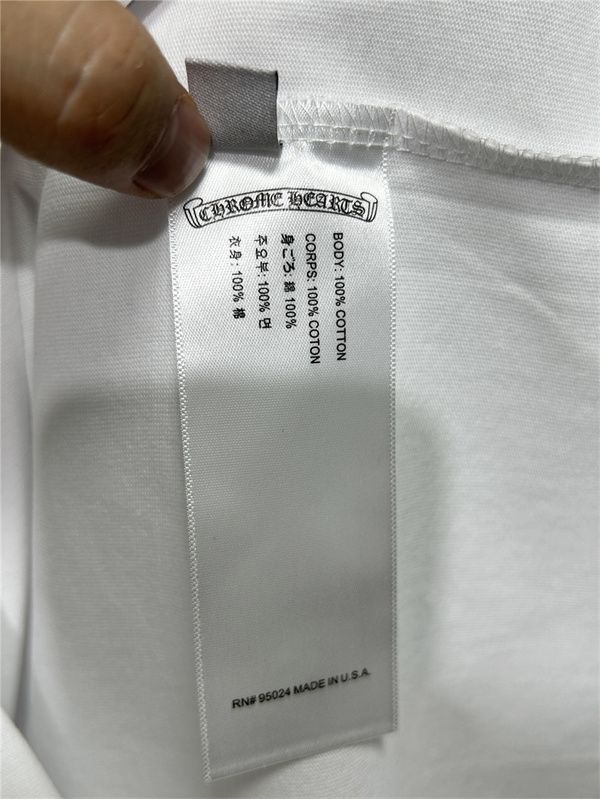 CHROME HEARTS
BODY: 100% COTTON
CORPS: 100% COTON
身ごろ: 綿 100%
주요부: 100% 면
衣身: 100% 棉
RN# 95024 MADE IN U.S.A.